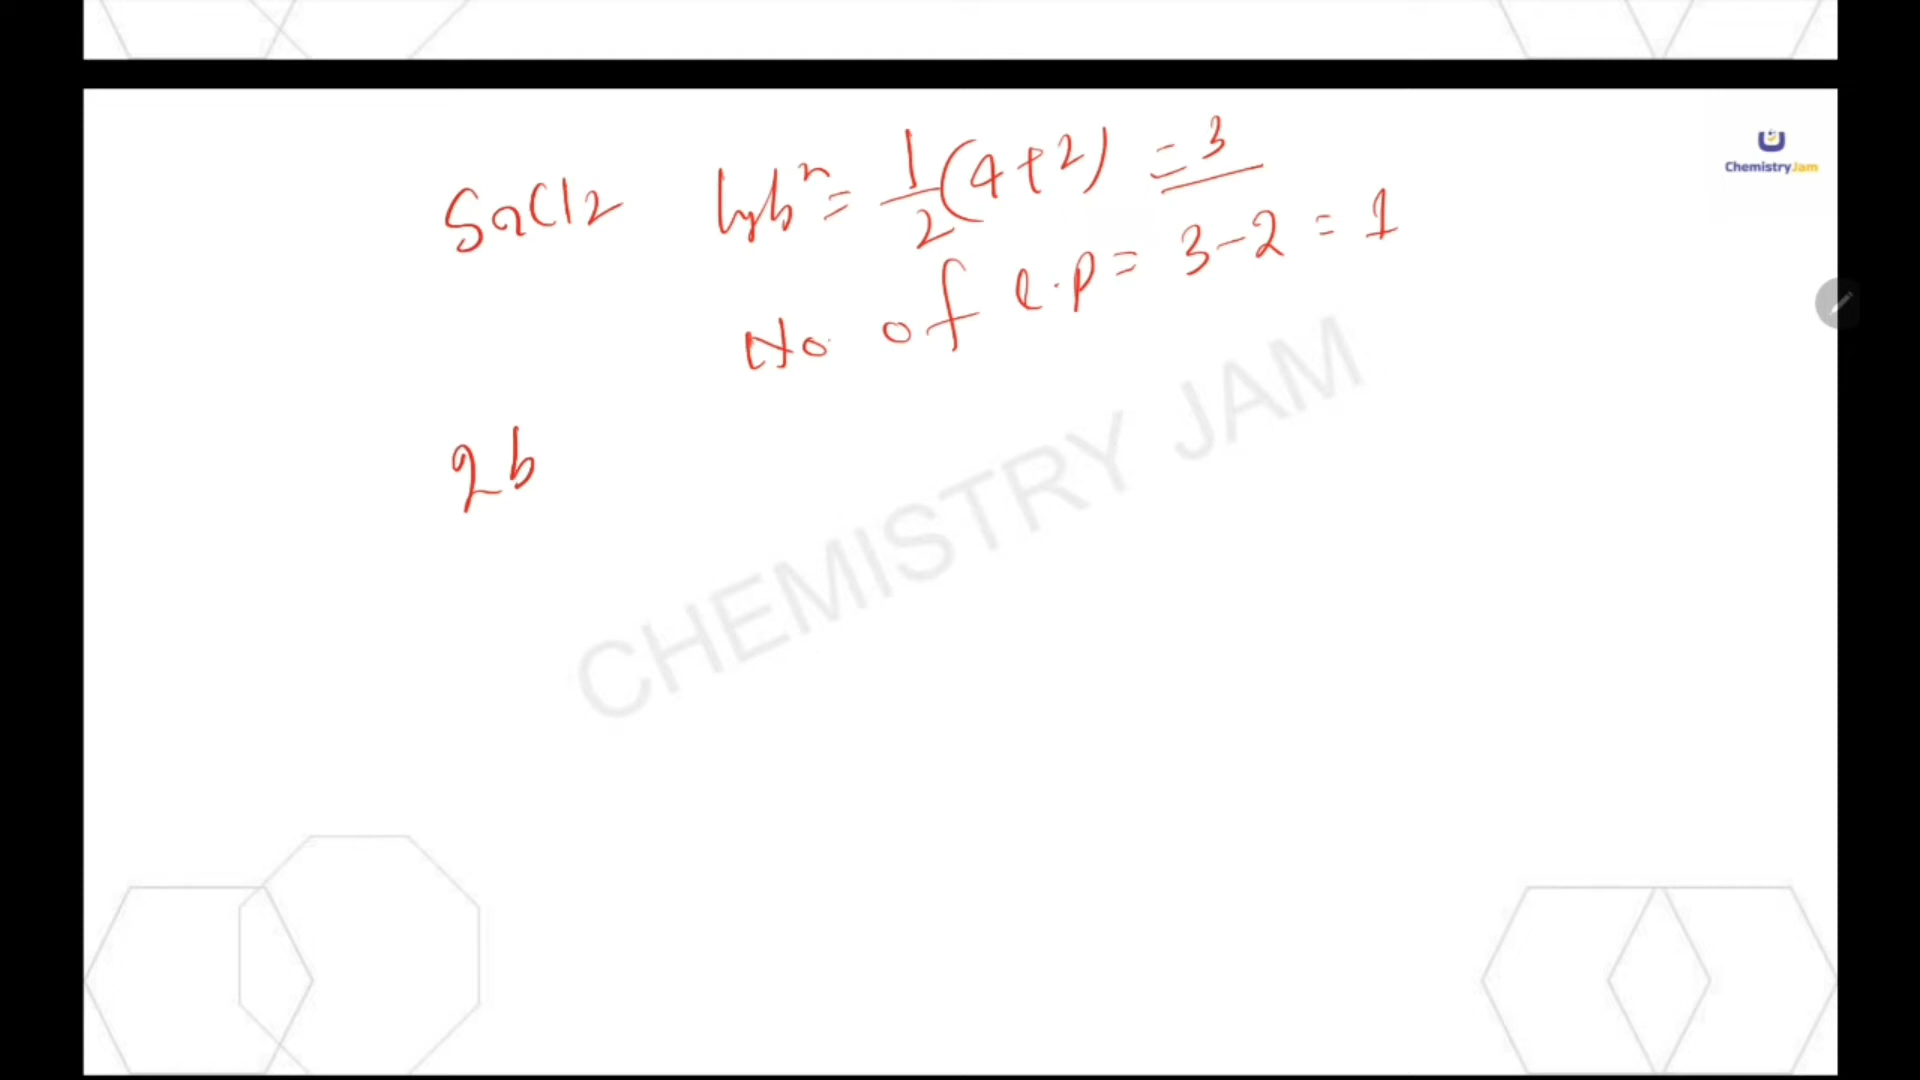 SnCl2 hybⁿ = 1/2 (4+2) = 3
No of l.p = 3-2 = 1
2b
CHEMISTRY JAM
ChemistryJam